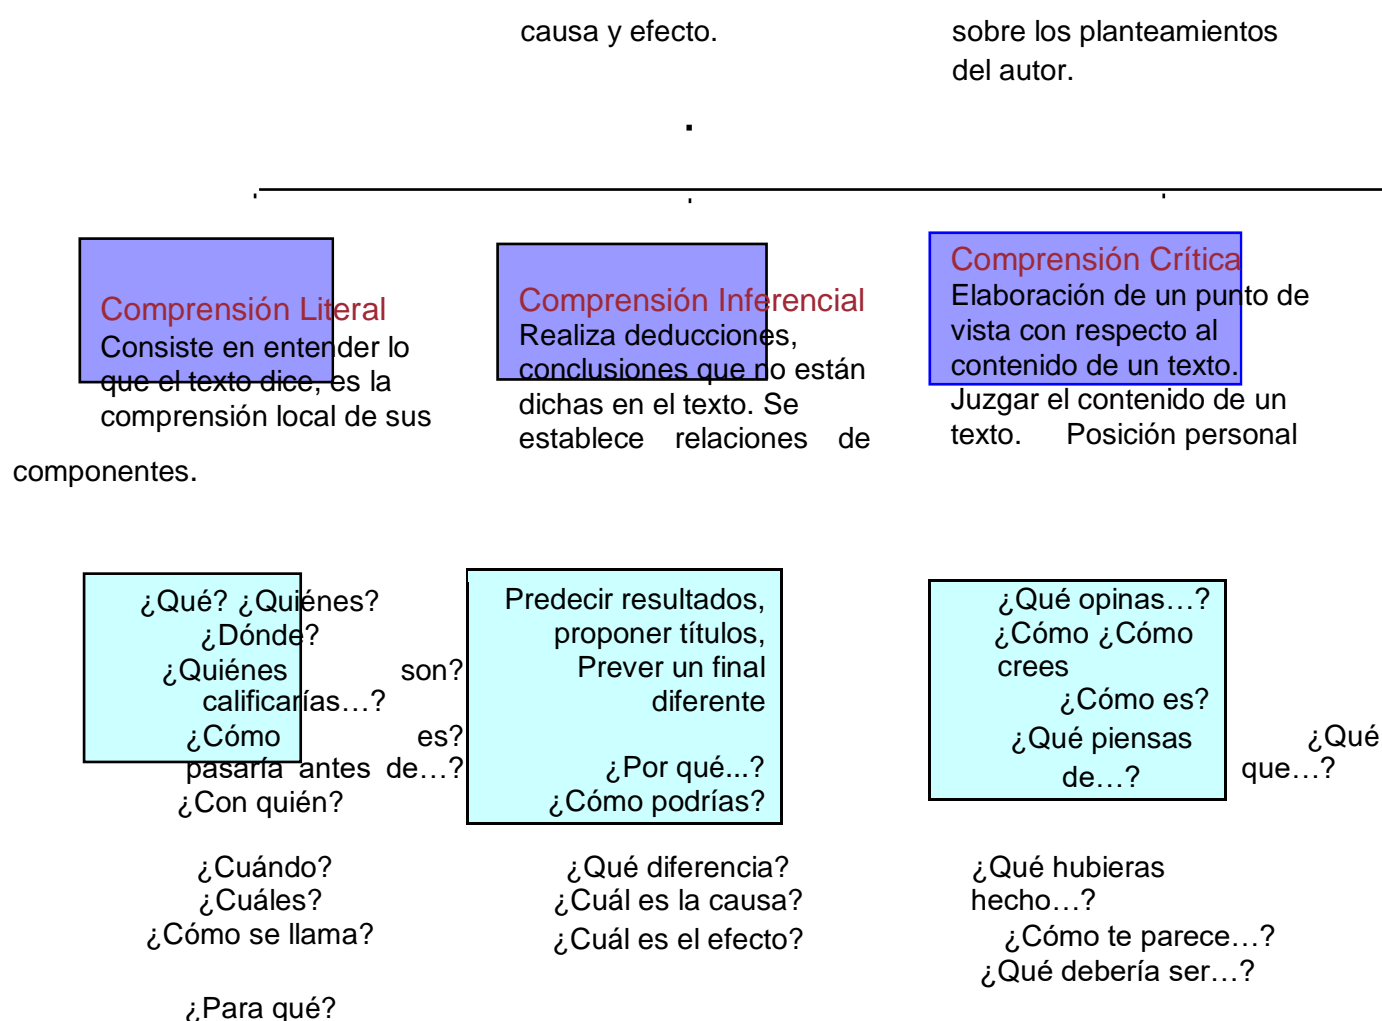 causa y efecto.
sobre los planteamientos
del autor.
.
Comprensión Literal
Consiste en entender lo
que el texto dice, es la
comprensión local de sus
componentes.
Comprensión Inferencial
Realiza deducciones,
conclusiones que no están
dichas en el texto. Se
establece relaciones de
Comprensión Crítica
Elaboración de un punto de
vista con respecto al
contenido de un texto.
Juzgar el contenido de un
texto. Posición personal
¿Qué? ¿Quiénes?
¿Dónde?
¿Quiénes son?
calificarías…?
¿Cómo es?
pasaría antes de…?
¿Con quién?
¿Cuándo?
¿Cuáles?
¿Cómo se llama?
¿Para qué?
Predecir resultados,
proponer títulos,
Prever un final
diferente
¿Por qué...?
¿Cómo podrías?
¿Qué diferencia?
¿Cuál es la causa?
¿Cuál es el efecto?
¿Qué opinas…?
¿Cómo ¿Cómo
crees
¿Cómo es?
¿Qué piensas ¿Qué
de…? que…?
¿Qué hubieras
hecho…?
¿Cómo te parece…?
¿Qué debería ser…?